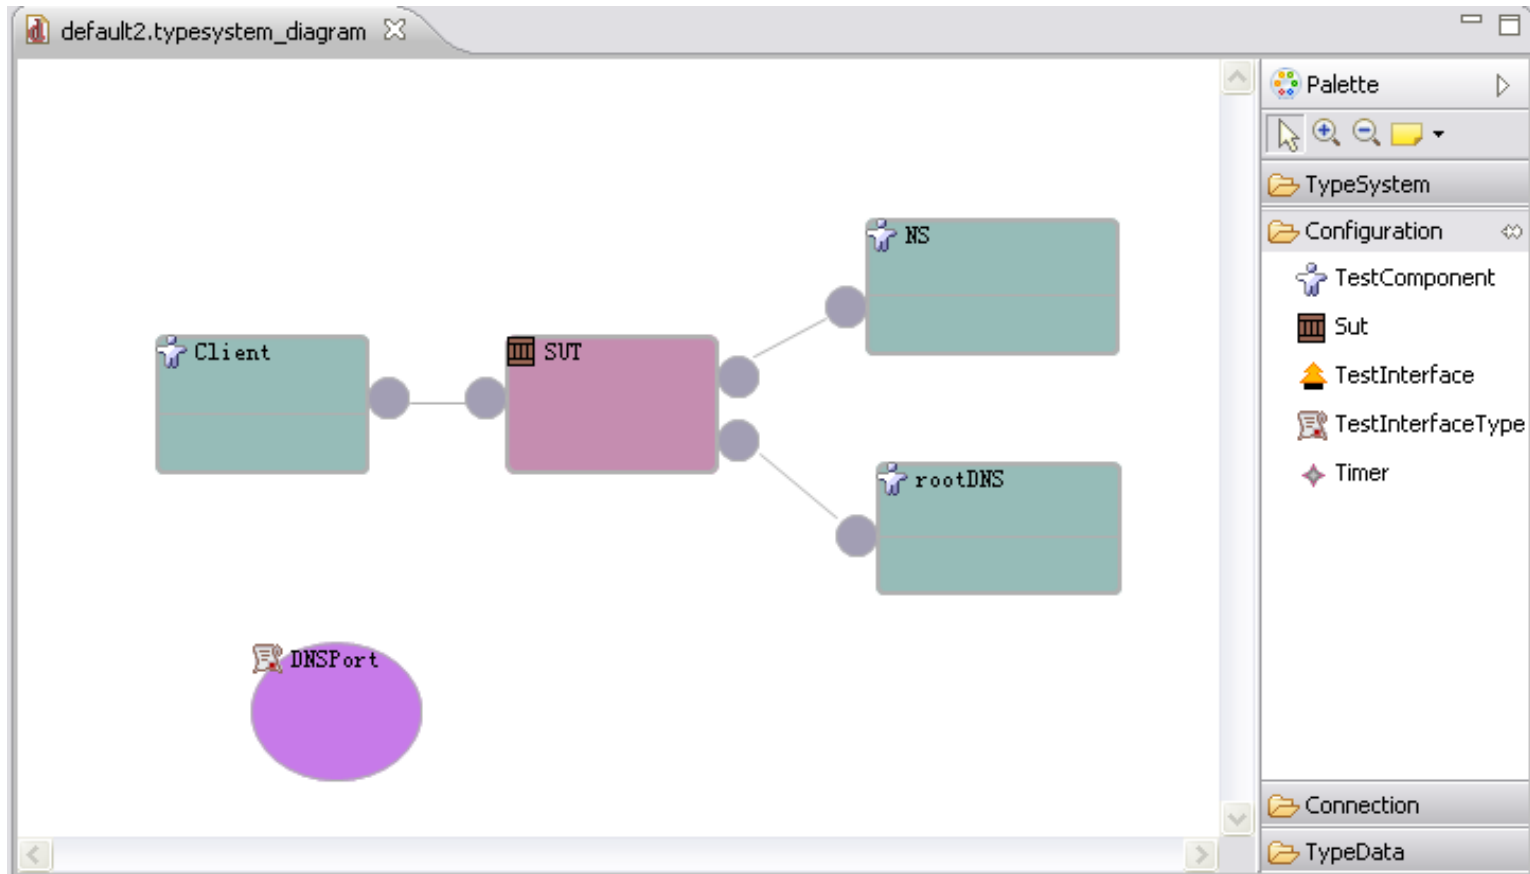 default2.typesystem_diagram
Palette
TypeSystem
Configuration
TestComponent
Sut
TestInterface
TestInterfaceType
Timer
Connection
TypeData
NS
Client
SUT
rootDNS
DNSPort